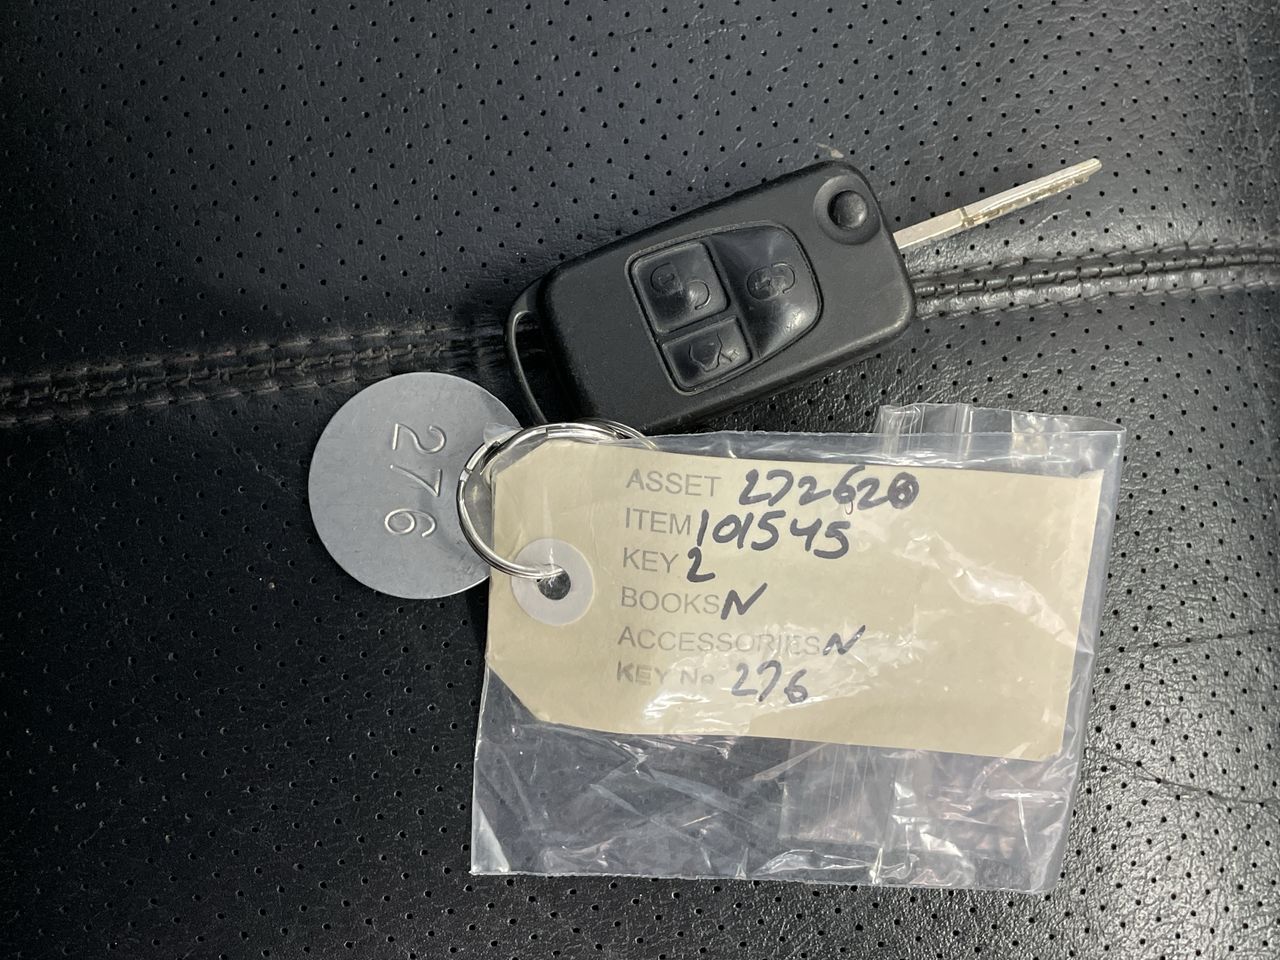 276
ASSET 272620
ITEM 101545
KEY 2
BOOKS N
ACCESSORIES N
KEY No 276